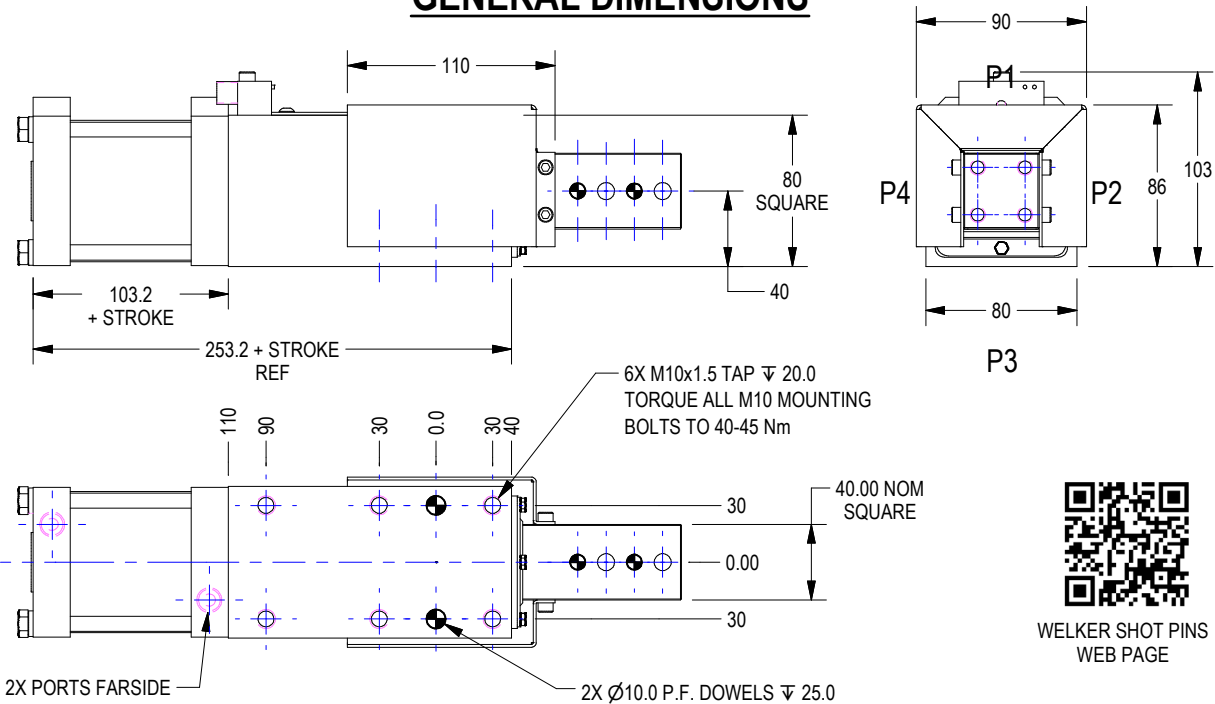 GENERAL DIMENSIONS
110
80
SQUARE
40
103.2
+ STROKE
253.2 + STROKE
REF
90
P1
P4
P2
86
103
80
P3
6X M10x1.5 TAP ↧ 20.0
TORQUE ALL M10 MOUNTING
BOLTS TO 40-45 Nm
110
90
30
0.0
30
40
30
0.00
30
40.00 NOM
SQUARE
2X PORTS FARSIDE
2X Ø10.0 P.F. DOWELS ↧ 25.0
WELKER SHOT PINS
WEB PAGE